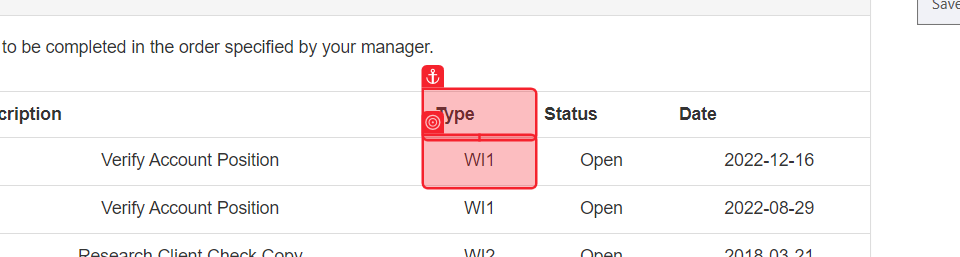 Save
to be completed in the order specified by your manager.
cription Type Status Date
Verify Account Position WI1 Open 2022-12-16
Verify Account Position WI1 Open 2022-08-29
Research Client Check Copy WI2 Open 2018-03-21